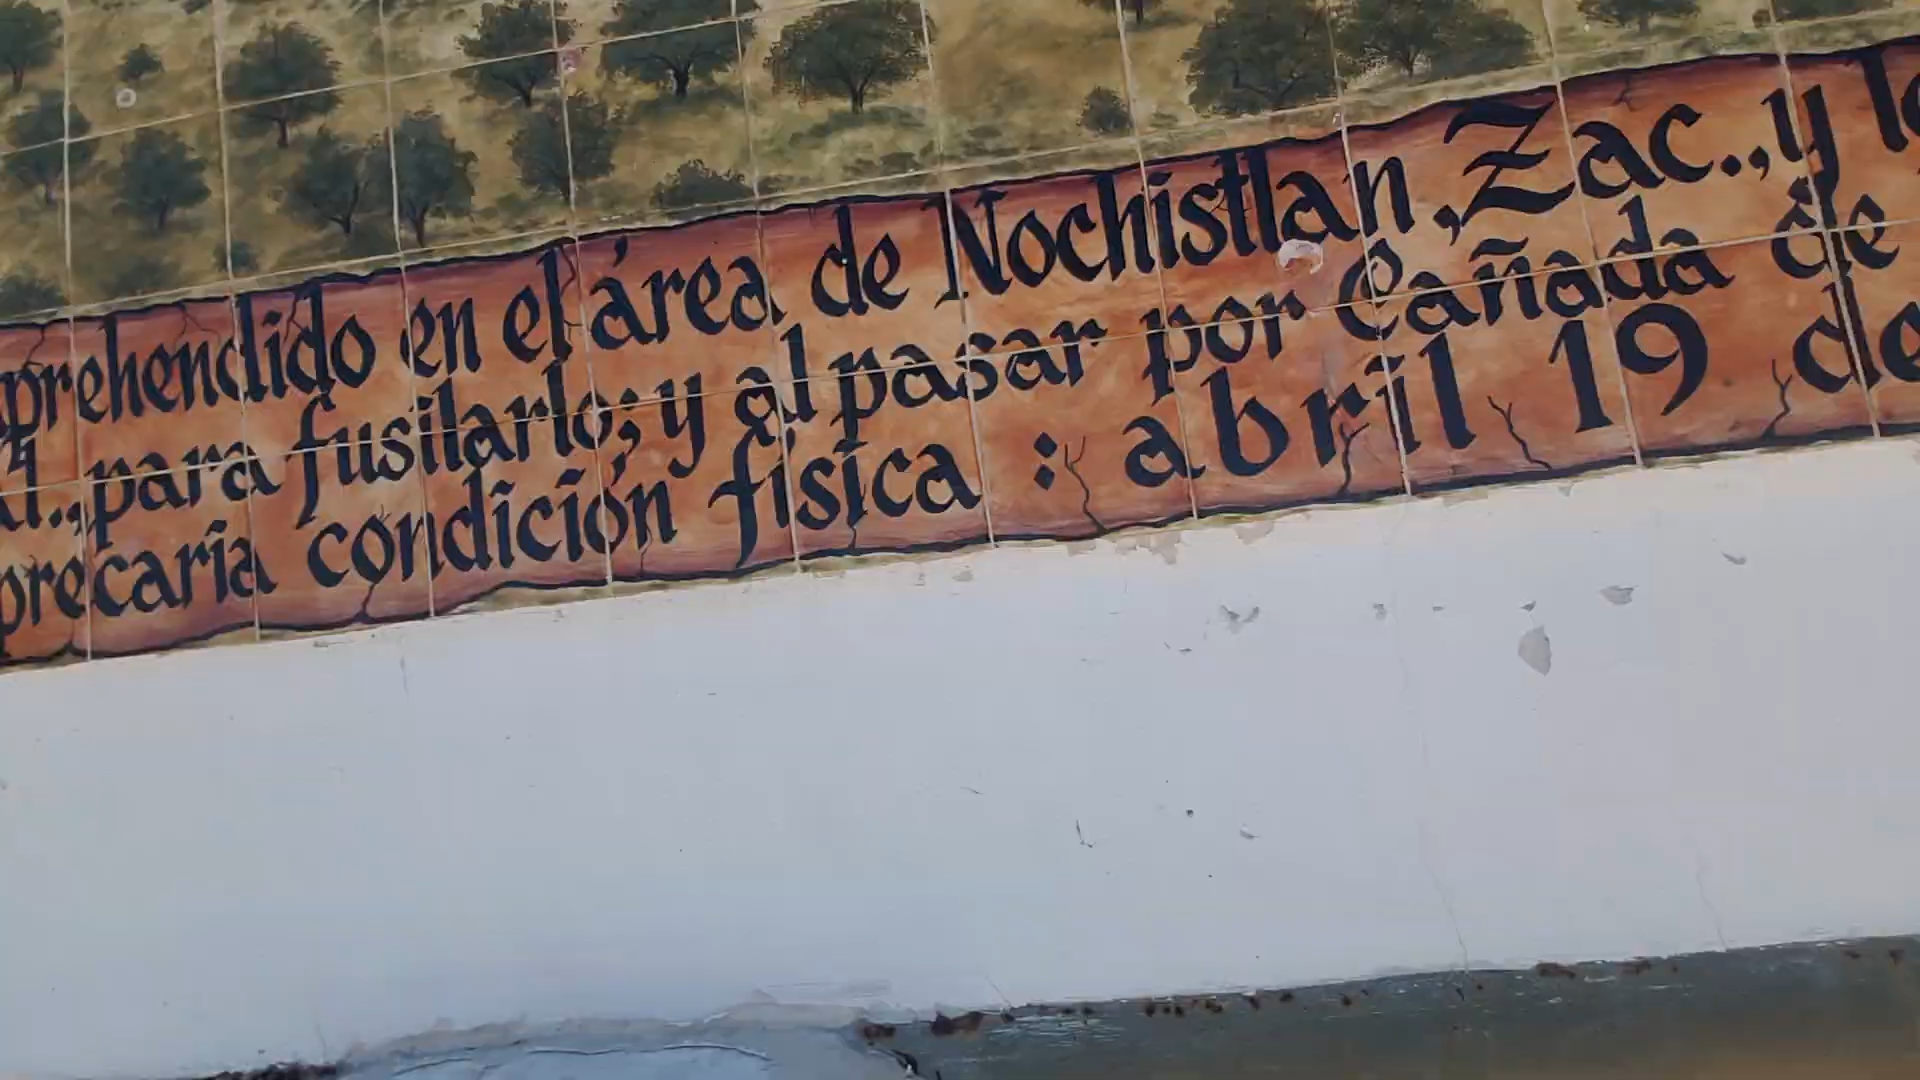 prehendido en el área de Nochistlan, Zac., y
para fusilarlo; y al pasar por Cañada de
precaria condición física : abril 19 de